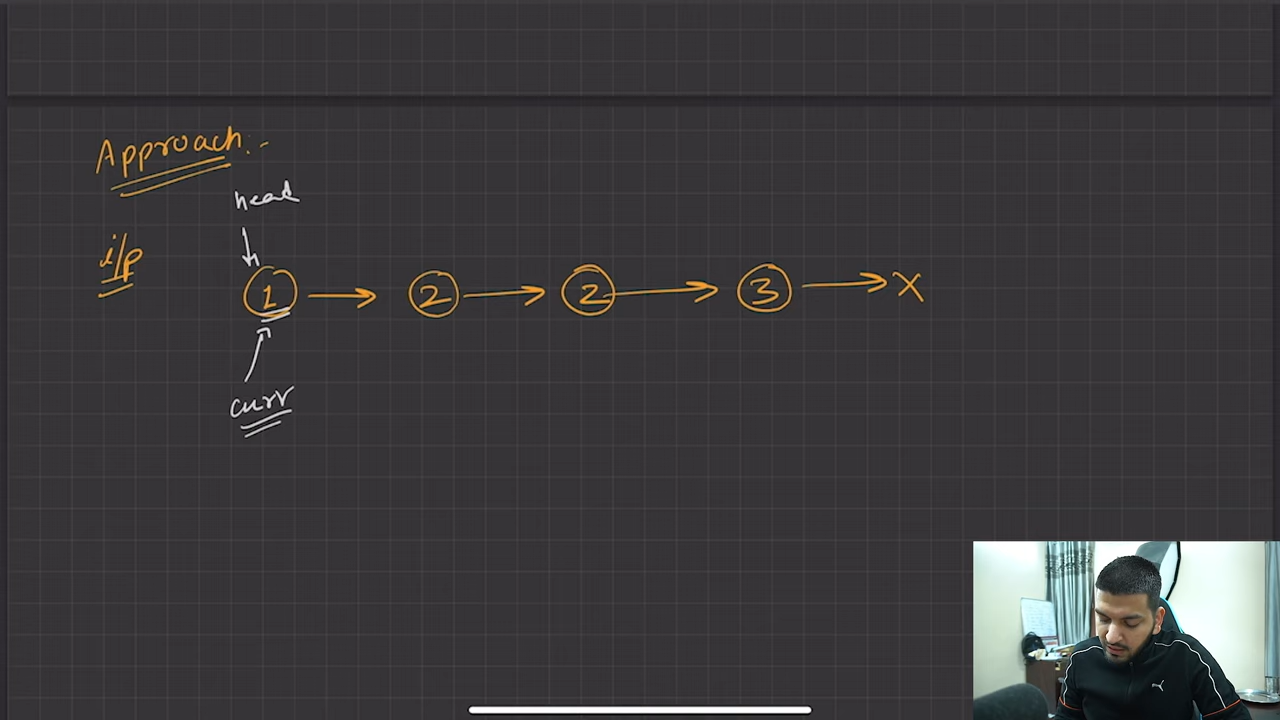 Approach:-
head
i/p
1 → 2 → 2 → 3 → X
curr